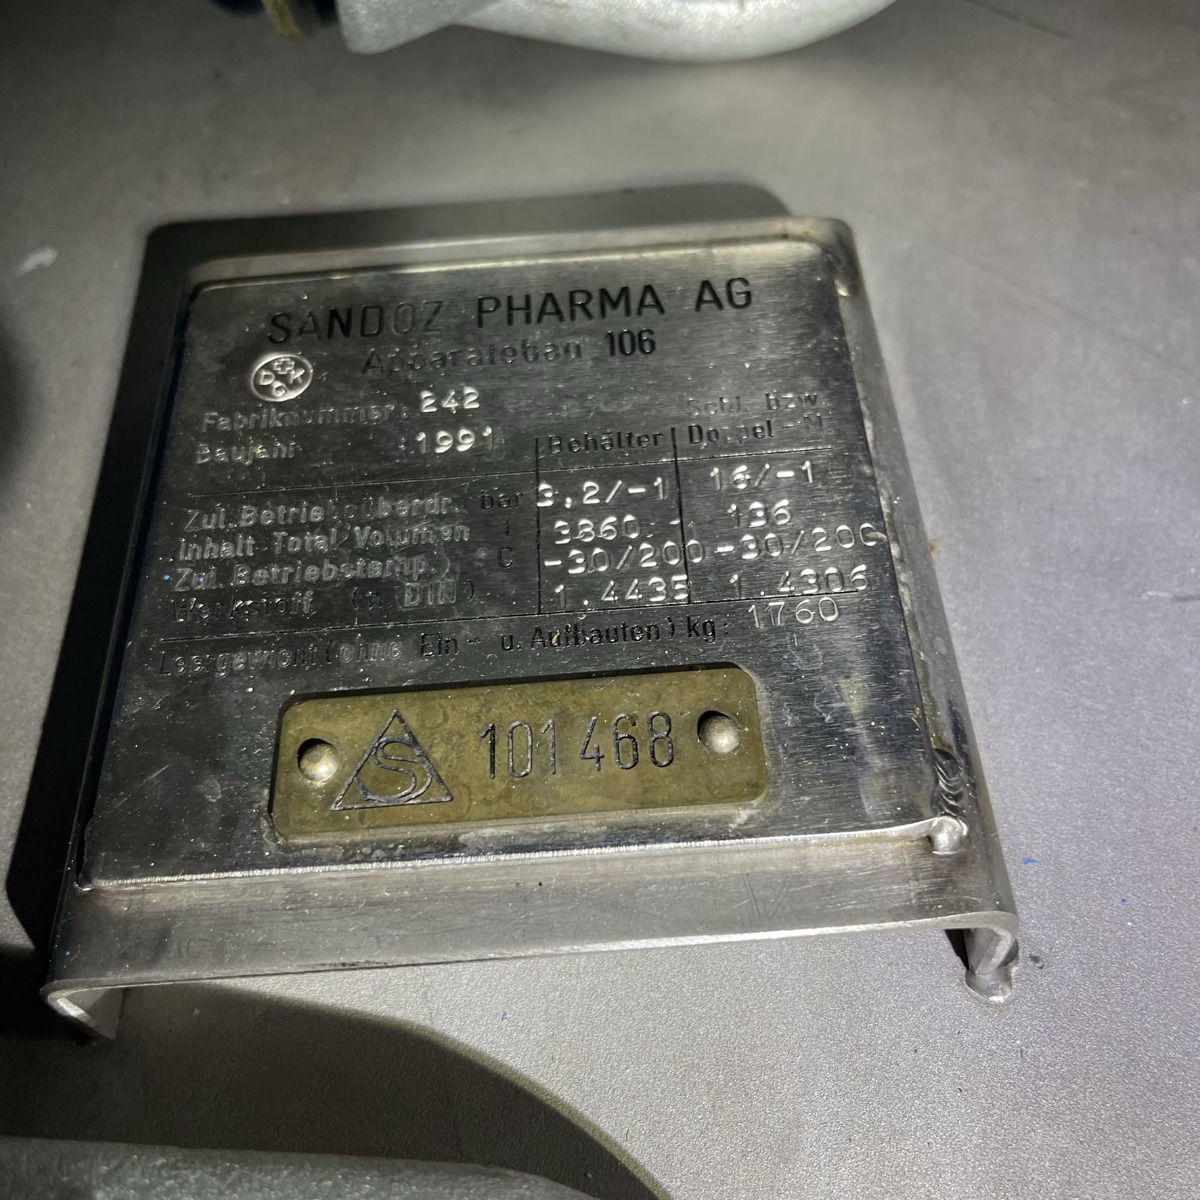 SANDOZ PHARMA AG
Apparatebau 106
Fabriknummer: 242
Baujahr : 1991
Behälter Schl. bzw. Doppel-M
Zul. Betriebsüberdr. bar 3,2/-1 16/-1
Inhalt Total Volumen l 3860 136
Zul. Betriebstemp. °C -30/200 -30/200
Werkstoff (n. DIN) 1.4435 1.4306
Leergewicht (ohne Ein- u. Aufbauten) kg: 1760
S 101468